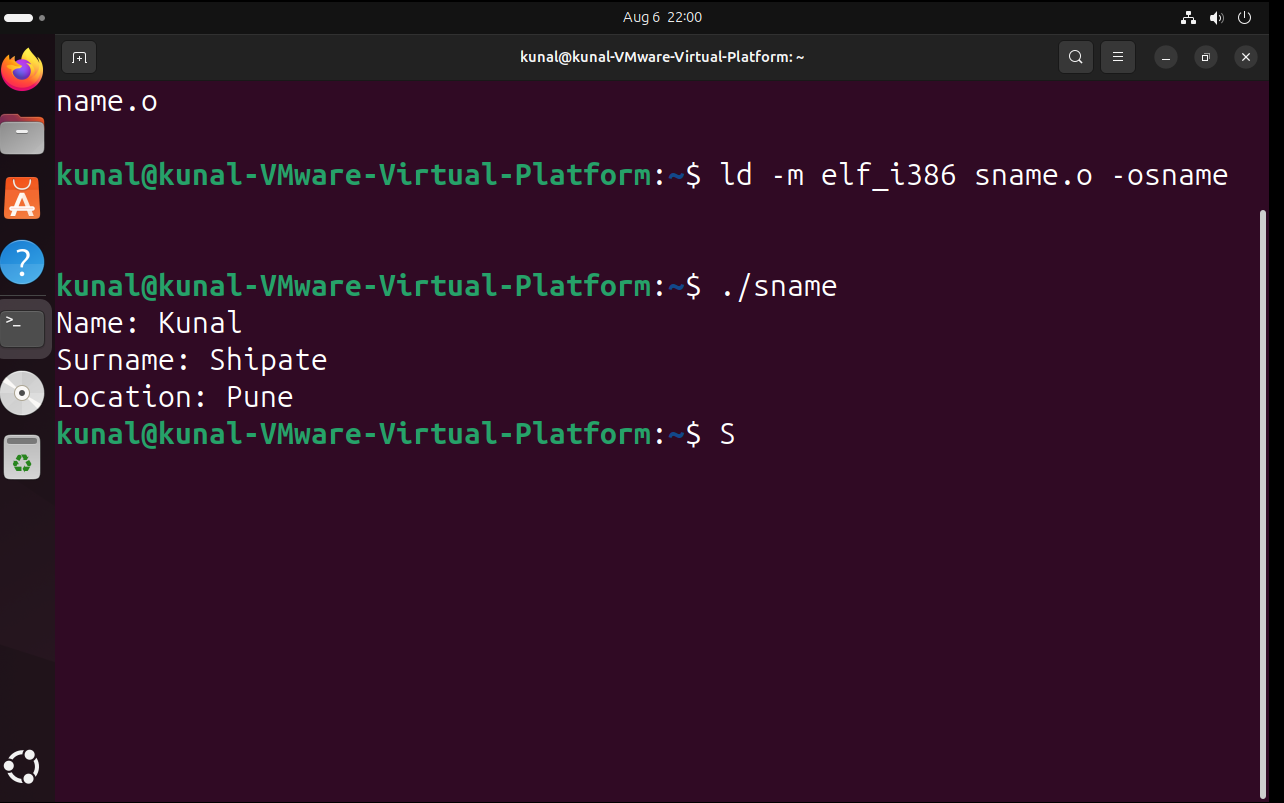 Aug 6 22:00
kunal@kunal-VMware-Virtual-Platform: ~
name.o
kunal@kunal-VMware-Virtual-Platform:~$ ld -m elf_i386 sname.o -osname
kunal@kunal-VMware-Virtual-Platform:~$ ./sname
Name: Kunal
Surname: Shipate
Location: Pune
kunal@kunal-VMware-Virtual-Platform:~$ S